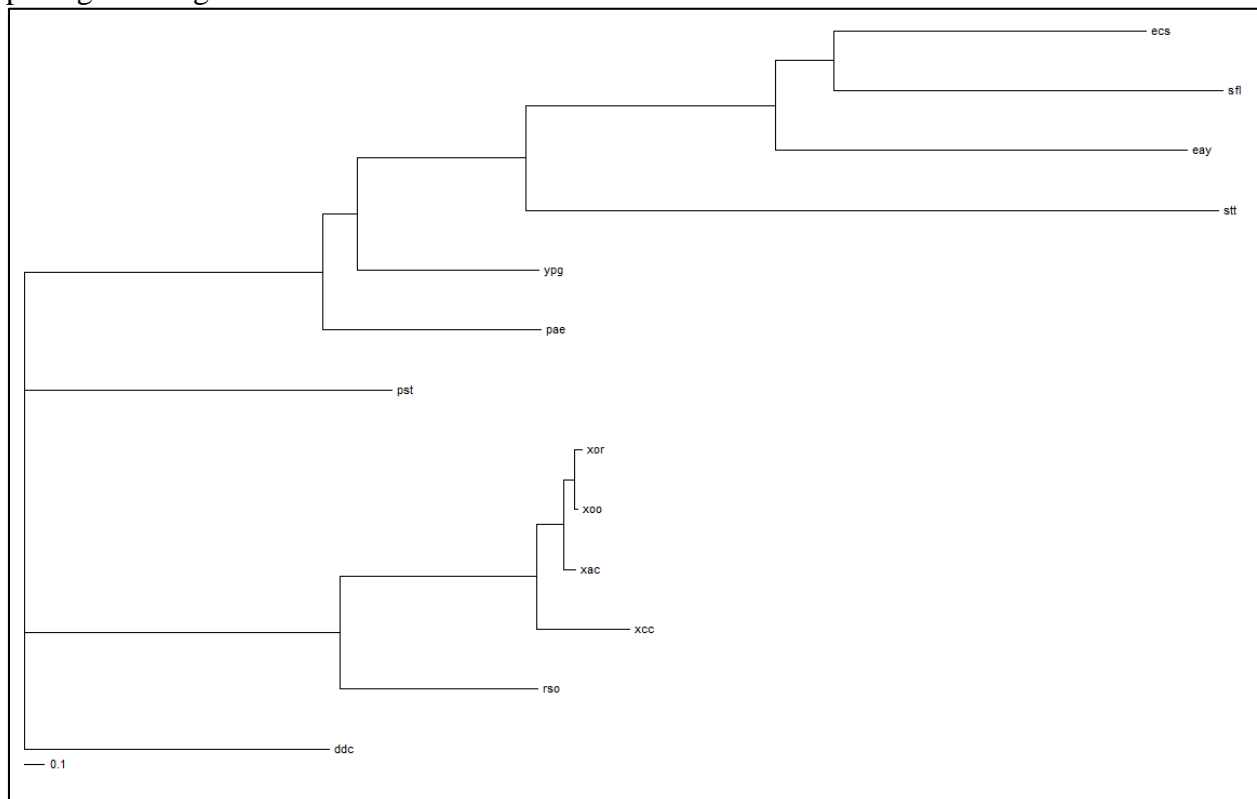 ecs
sfl
eay
stt
ypg
pae
pst
xor
xoo
xac
xcc
rso
ddc
0.1